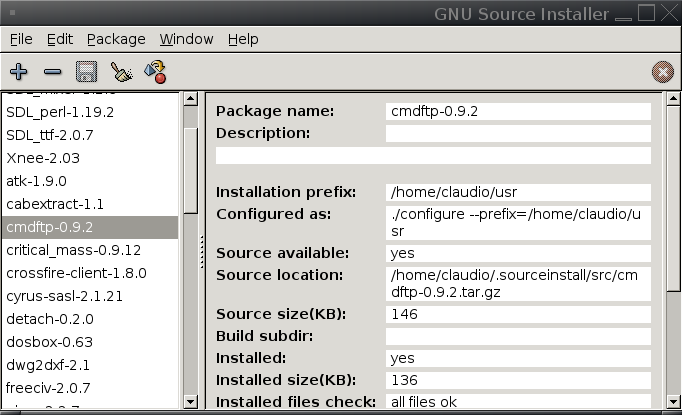 GNU Source Installer
File Edit Package Window Help
SDL_perl-1.19.2
SDL_ttf-2.0.7
Xnee-2.03
atk-1.9.0
cabextract-1.1
cmdftp-0.9.2
critical_mass-0.9.12
crossfire-client-1.8.0
cyrus-sasl-2.1.21
detach-0.2.0
dosbox-0.63
dwg2dxf-2.1
freeciv-2.0.7
Package name: cmdftp-0.9.2
Description:
Installation prefix: /home/claudio/usr
Configured as: ./configure --prefix=/home/claudio/u
sr
Source available: yes
Source location: /home/claudio/.sourceinstall/src/cm
dftp-0.9.2.tar.gz
Source size(KB): 146
Build subdir:
Installed: yes
Installed size(KB): 136
Installed files check: all files ok